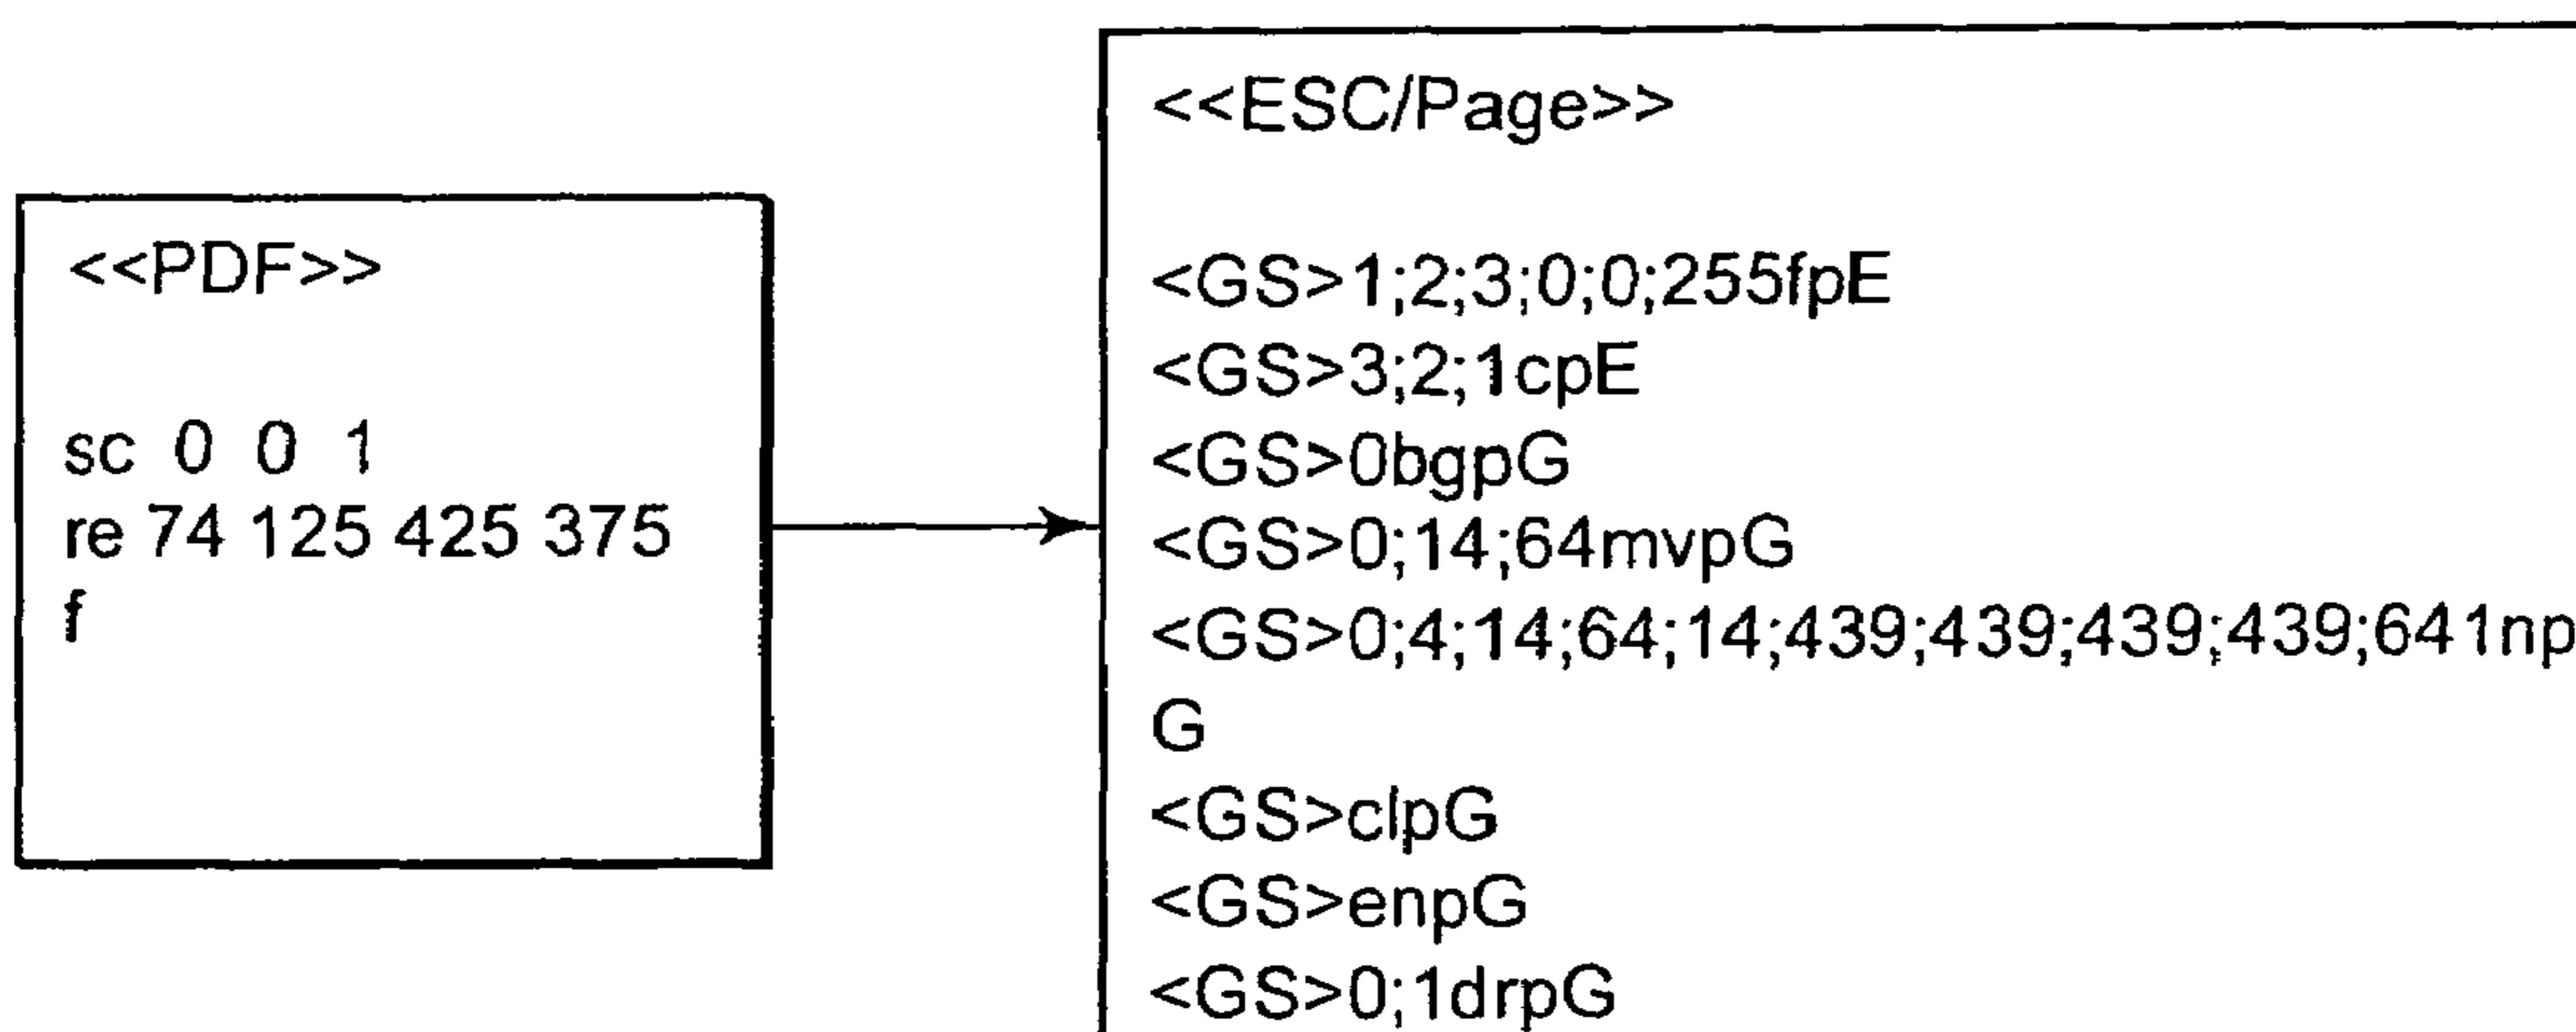 <<PDF>>
sc 0 0 1
re 74 125 425 375
f
<<ESC/Page>>
<GS>1;2;3;0;0;255fpE
<GS>3;2;1cpE
<GS>0bgpG
<GS>0;14;64mvpG
<GS>0;4;14;64;14;439;439;439;439;641np
G
<GS>clpG
<GS>enpG
<GS>0;1drpG